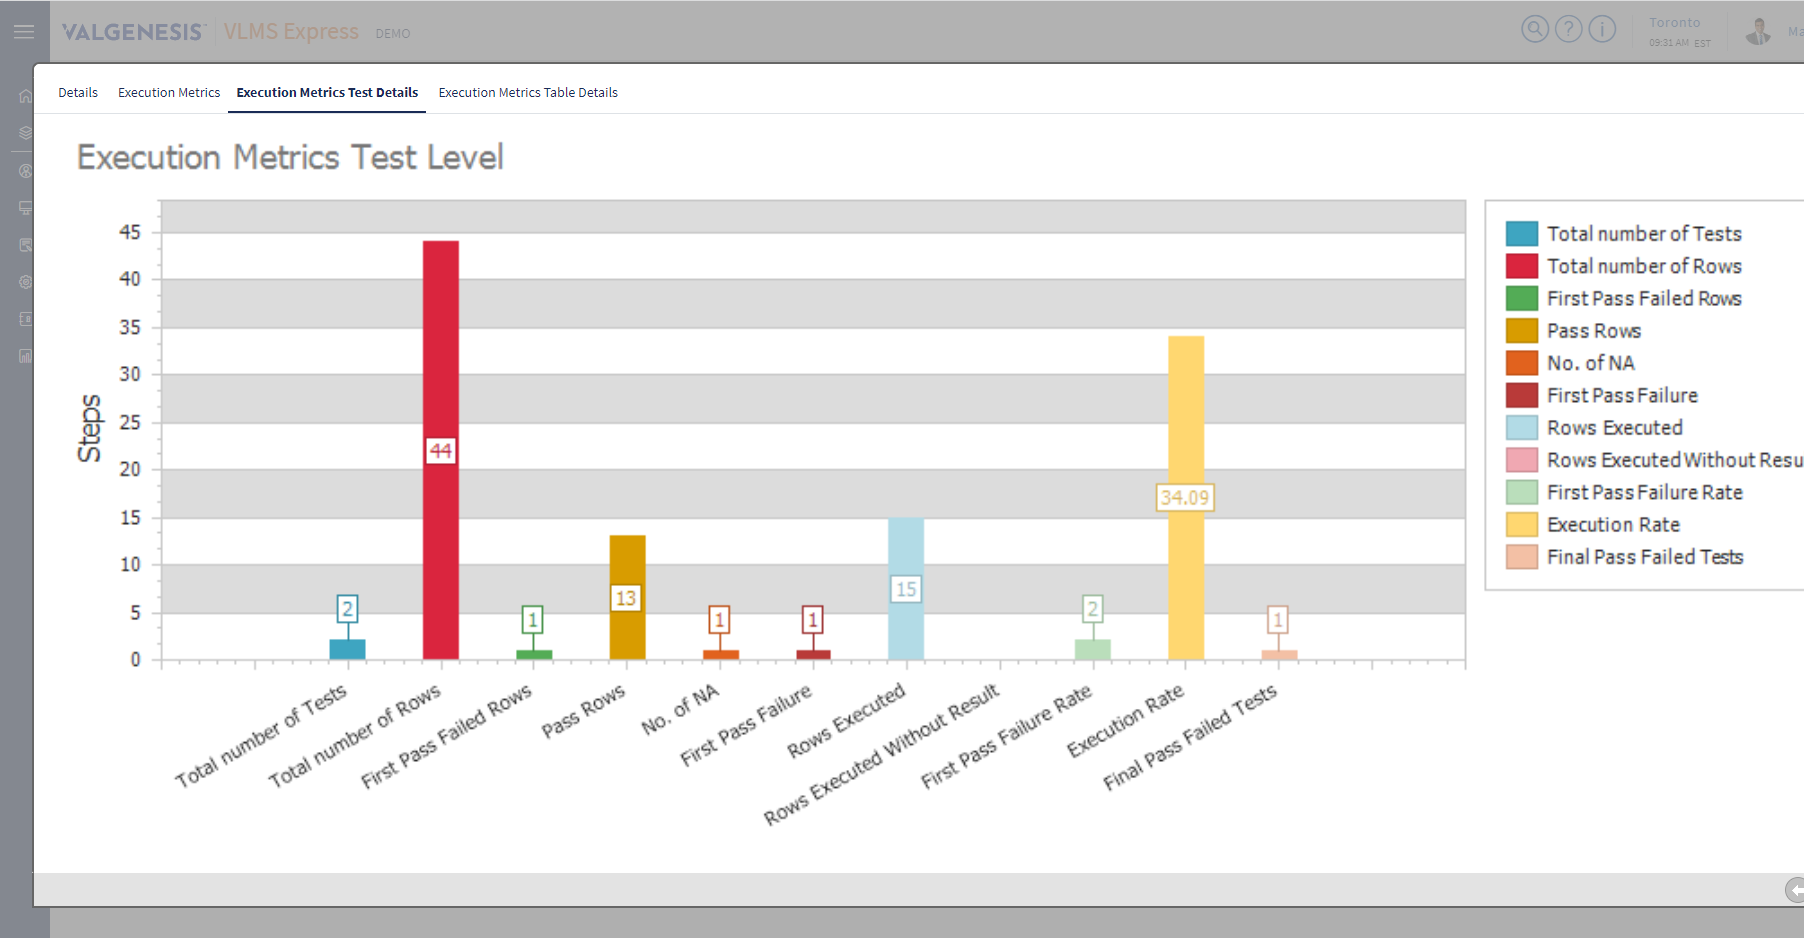 VALGENESIS VLMS Express DEMO
Toronto
09:31 AM EST
Details Execution Metrics Execution Metrics Test Details Execution Metrics Table Details
Execution Metrics Test Level
Steps
45
40
35
30
25
20
15
10
5
0
2
44
1
13
1
1
15
2
34.09
1
Total number of Tests
Total number of Rows
First Pass Failed Rows
Pass Rows
No. of NA
First Pass Failure
Rows Executed
Rows Executed Without Result
First Pass Failure Rate
Execution Rate
Final Pass Failed Tests
Total number of Tests
Total number of Rows
First Pass Failed Rows
Pass Rows
No. of NA
First Pass Failure
Rows Executed
Rows Executed Without Resu
First Pass Failure Rate
Execution Rate
Final Pass Failed Tests